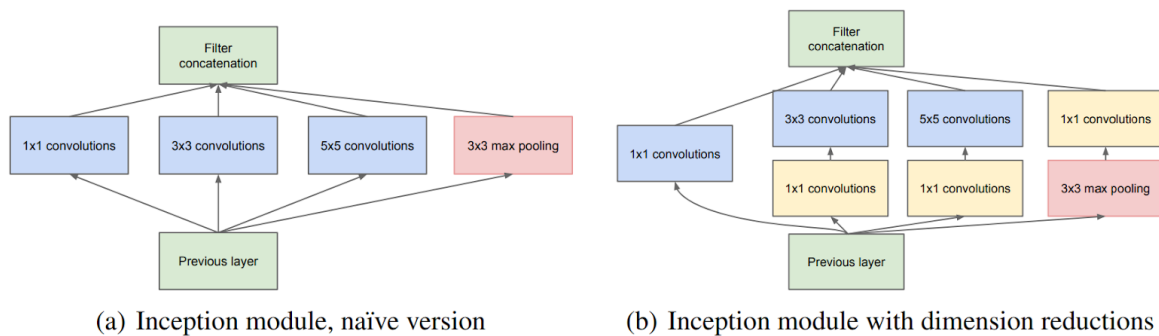 Filter
concatenation
1x1 convolutions
3x3 convolutions
5x5 convolutions
3x3 max pooling
Previous layer
(a) Inception module, naïve version
Filter
concatenation
3x3 convolutions
5x5 convolutions
1x1 convolutions
1x1 convolutions
1x1 convolutions
1x1 convolutions
3x3 max pooling
Previous layer
(b) Inception module with dimension reductions